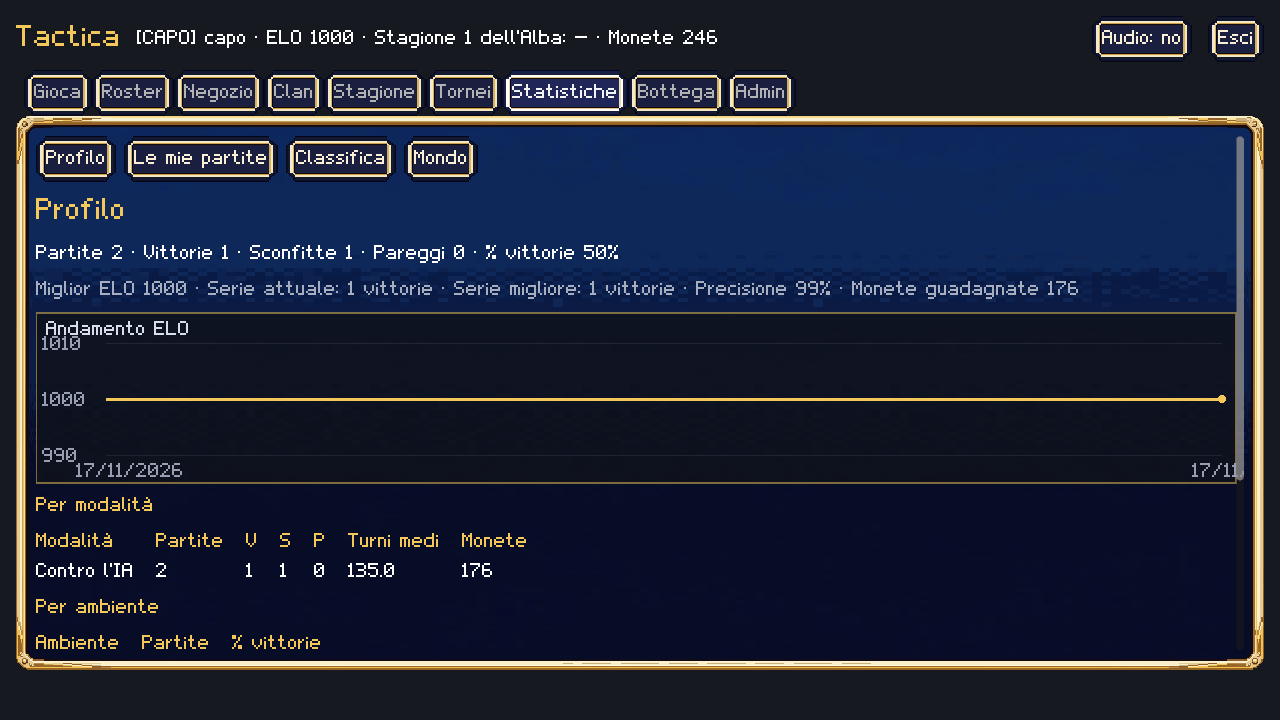 Tactica [CAPO] capo · ELO 1000 · Stagione 1 dell'Alba: — · Monete 246 Audio: no Esci
Gioca Roster Negozio Clan Stagione Tornei Statistiche Bottega Admin
Profilo Le mie partite Classifica Mondo
Profilo
Partite 2 · Vittorie 1 · Sconfitte 1 · Pareggi 0 · % vittorie 50%
Miglior ELO 1000 · Serie attuale: 1 vittorie · Serie migliore: 1 vittorie · Precisione 99% · Monete guadagnate 176
Andamento ELO
1010
1000
990
17/11/2026 17/11
Per modalità
Modalità Partite V S P Turni medi Monete
Contro l'IA 2 1 1 0 135.0 176
Per ambiente
Ambiente Partite % vittorie